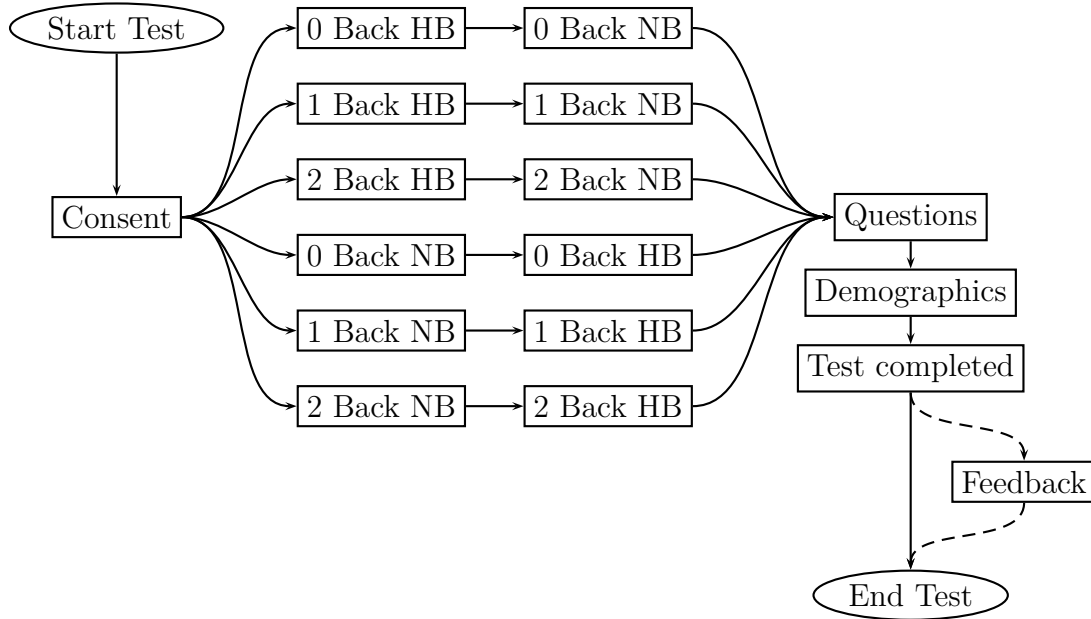 Start Test
0 Back HB
0 Back NB
1 Back HB
1 Back NB
2 Back HB
2 Back NB
Consent
Questions
0 Back NB
0 Back HB
Demographics
1 Back NB
1 Back HB
Test completed
2 Back NB
2 Back HB
Feedback
End Test